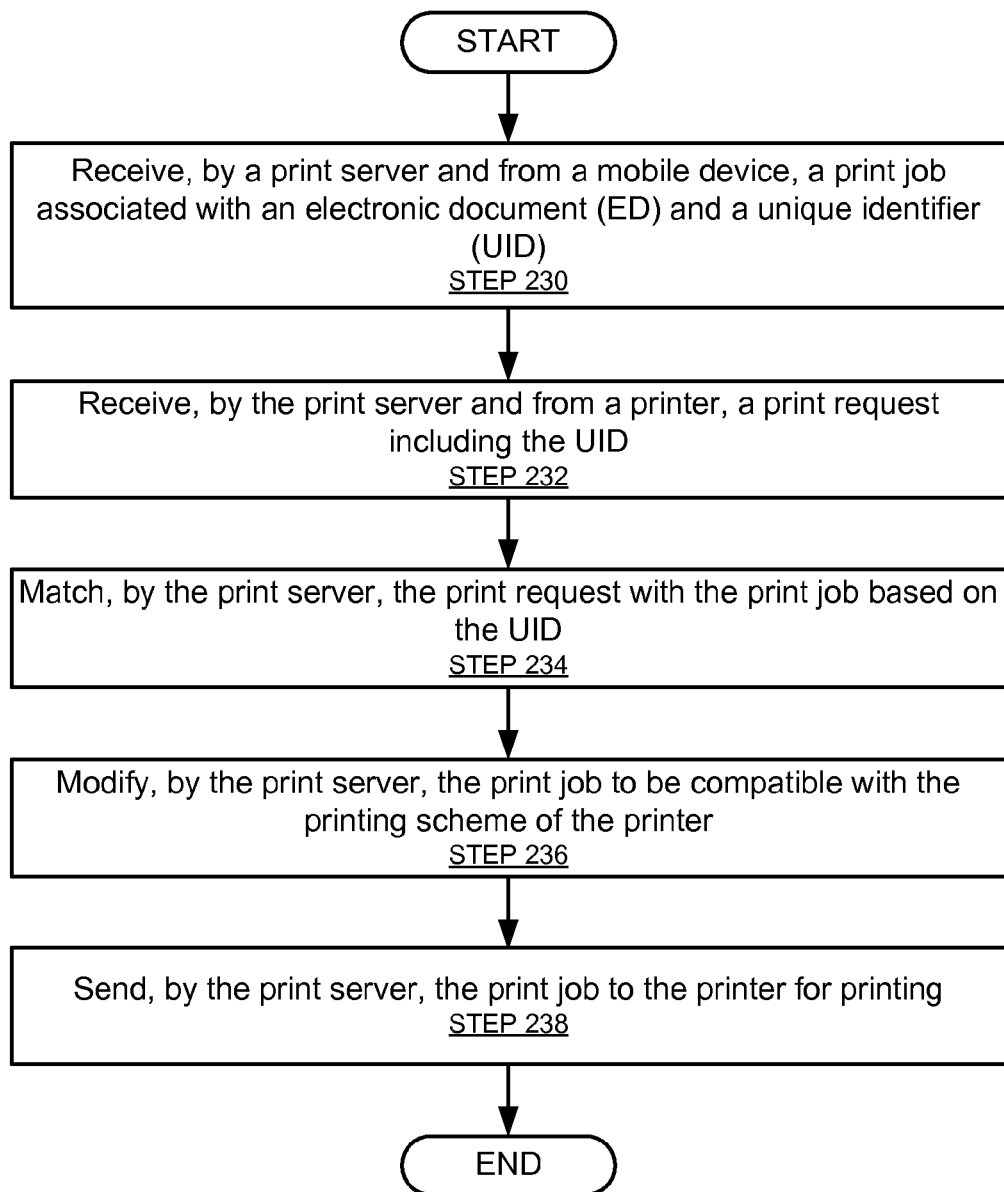 START
Receive, by a print server and from a mobile device, a print job
associated with an electronic document (ED) and a unique identifier
(UID)
STEP 230
Receive, by the print server and from a printer, a print request
including the UID
STEP 232
Match, by the print server, the print request with the print job based on
the UID
STEP 234
Modify, by the print server, the print job to be compatible with the
printing scheme of the printer
STEP 236
Send, by the print server, the print job to the printer for printing
STEP 238
END